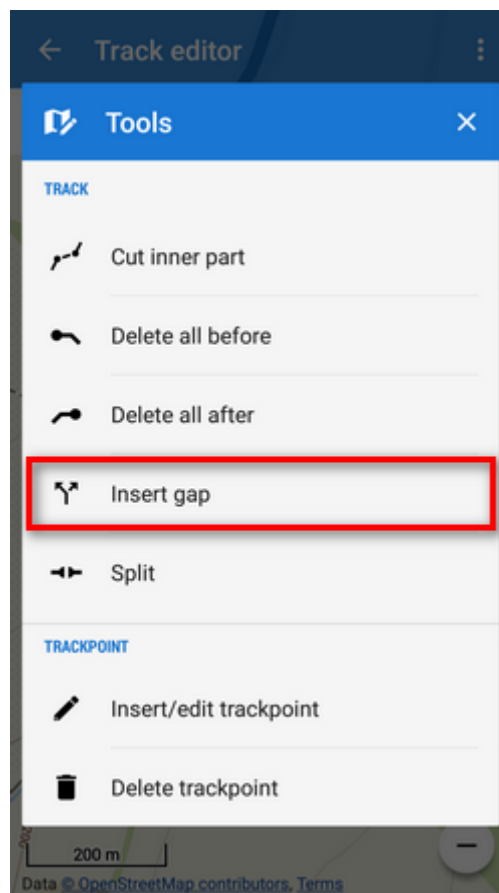 Track editor
Tools
TRACK
Cut inner part
Delete all before
Delete all after
Insert gap
Split
TRACKPOINT
Insert/edit trackpoint
Delete trackpoint
200
200 m
Data © OpenStreetMap contributors, Terms